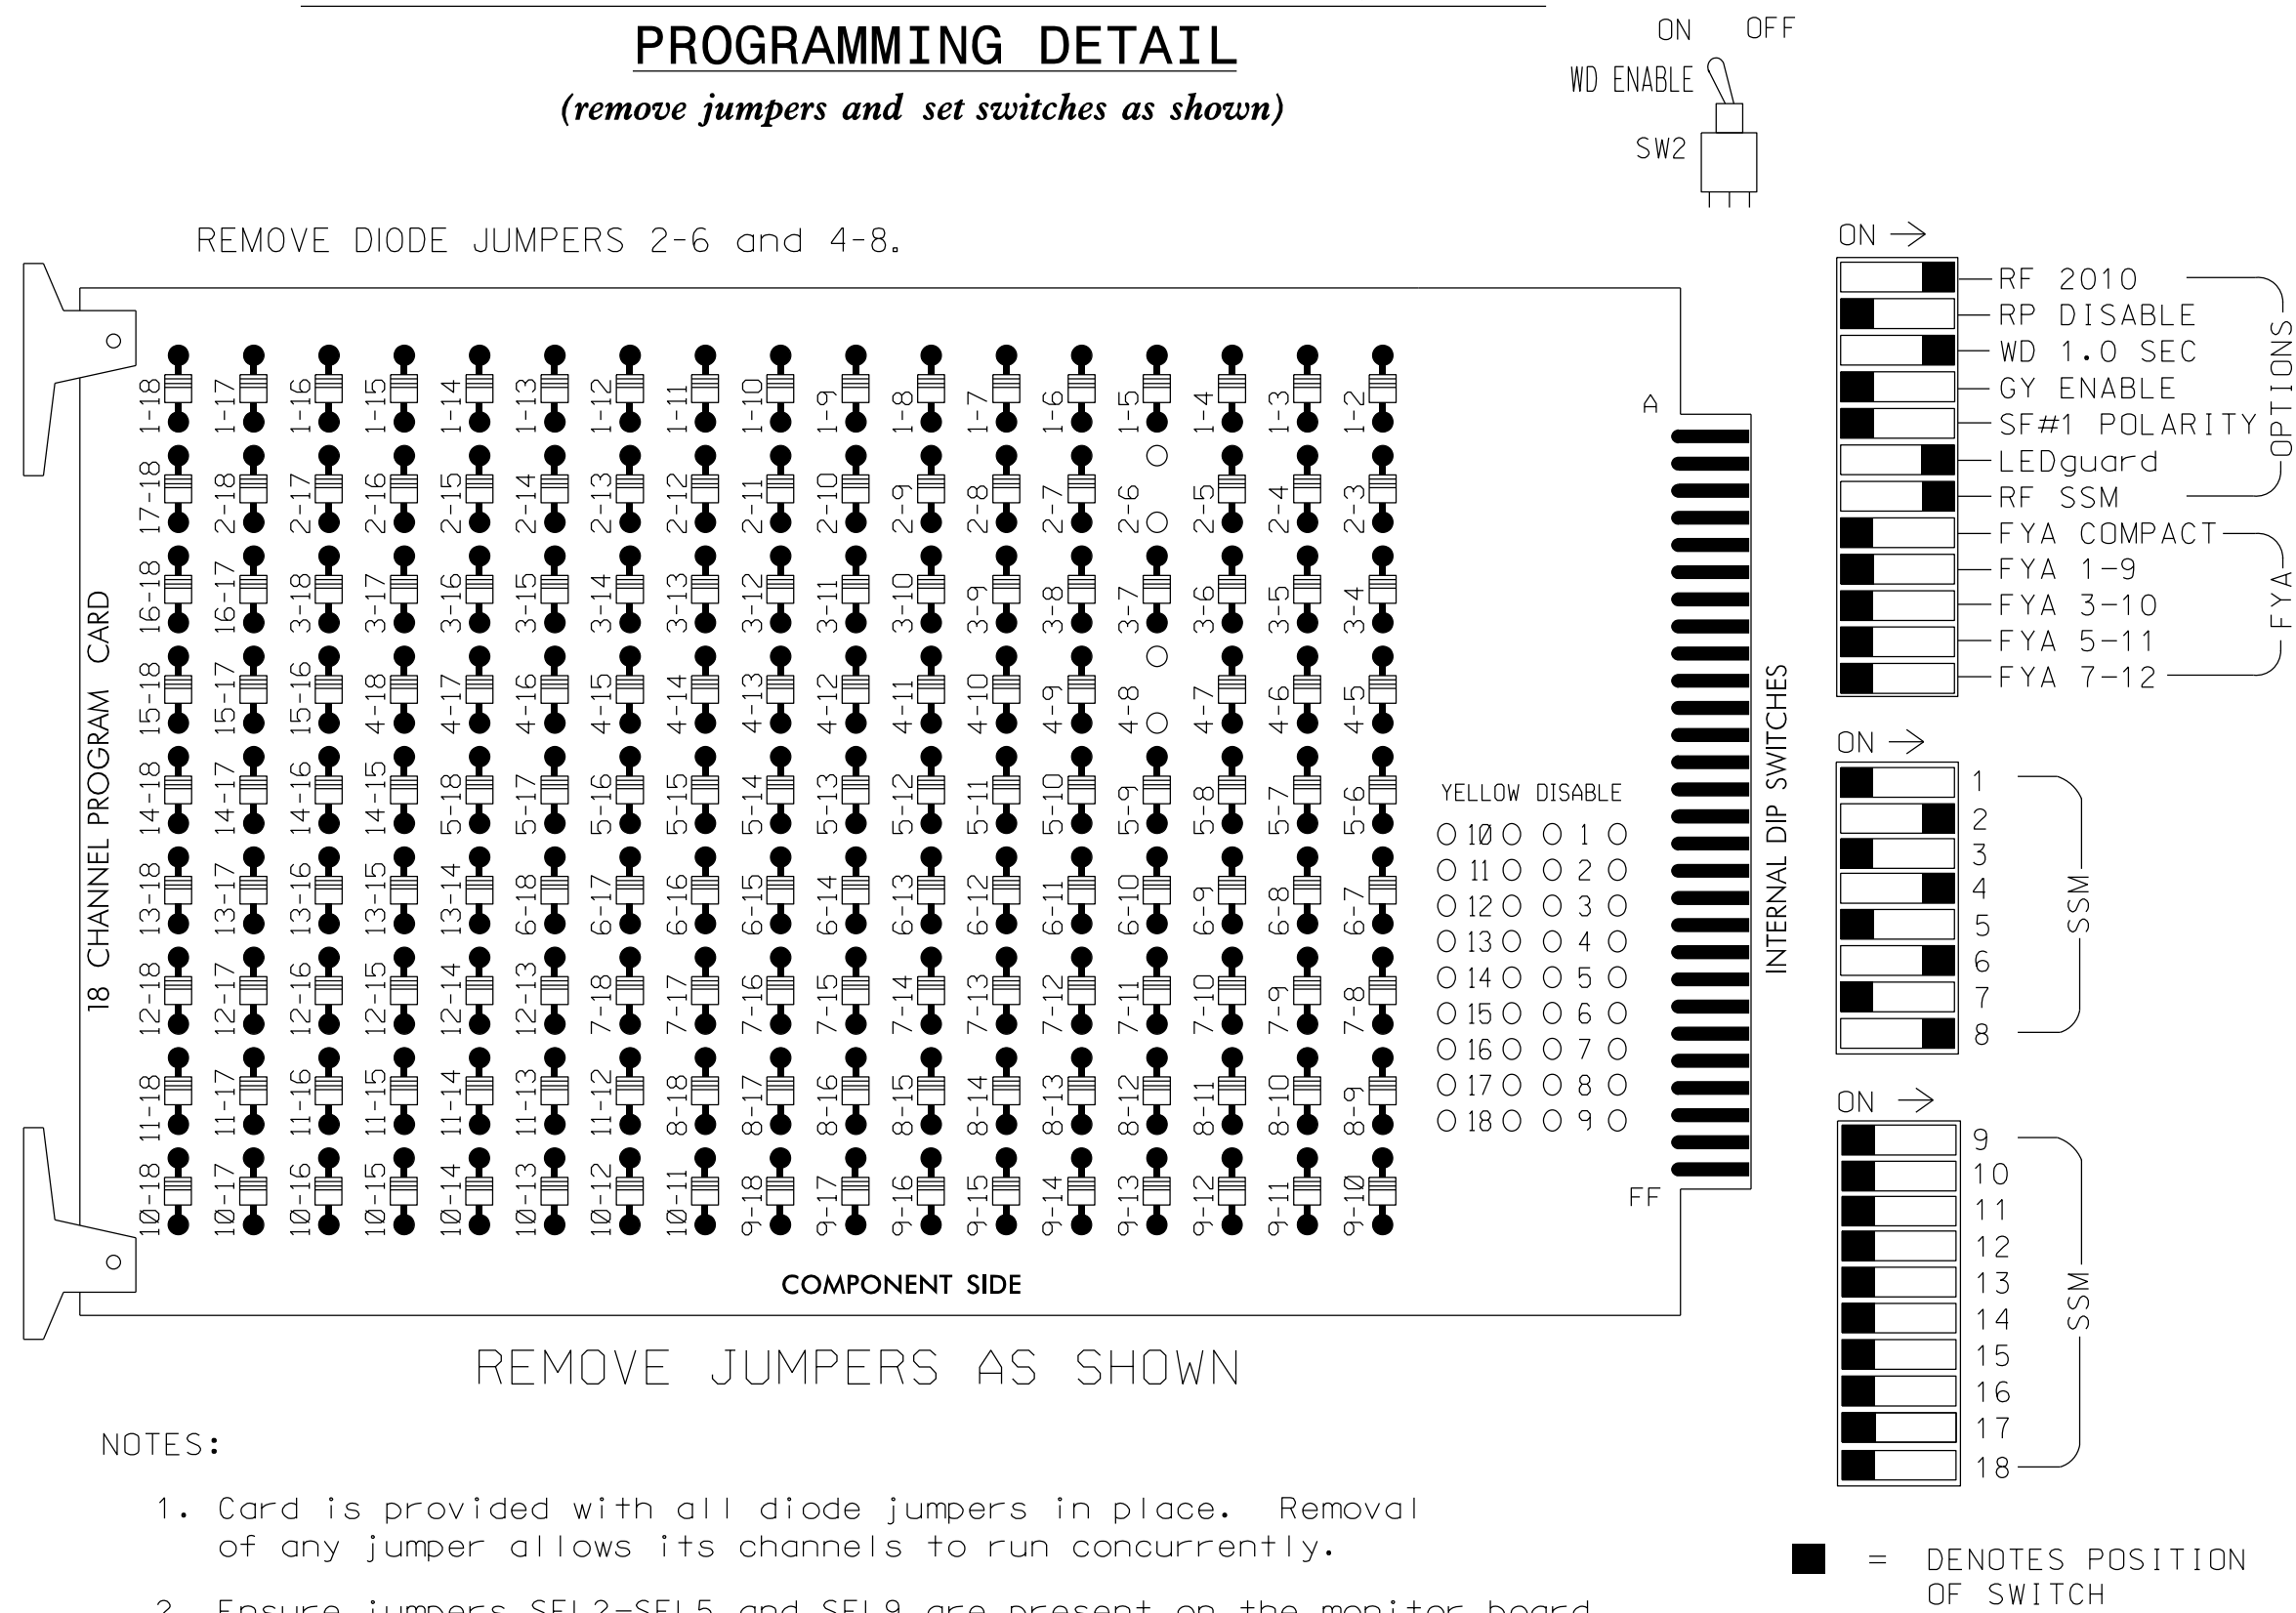 PROGRAMMING DETAIL
(remove jumpers and set switches as shown)
ON OFF
WD ENABLE
SW2
REMOVE DIODE JUMPERS 2-6 and 4-8.
18 CHANNEL PROGRAM CARD
1-18 1-17 1-16 1-15 1-14 1-13 1-12 1-11 1-10 1-9 1-8 1-7 1-6 1-5 1-4 1-3 1-2
17-18 2-18 2-17 2-16 2-15 2-14 2-13 2-12 2-11 2-10 2-9 2-8 2-7 2-6 2-5 2-4 2-3
16-18 16-17 3-18 3-17 3-16 3-15 3-14 3-13 3-12 3-11 3-10 3-9 3-8 3-7 3-6 3-5 3-4
15-18 15-17 15-16 4-18 4-17 4-16 4-15 4-14 4-13 4-12 4-11 4-10 4-9 4-8 4-7 4-6 4-5
14-18 14-17 14-16 14-15 5-18 5-17 5-16 5-15 5-14 5-13 5-12 5-11 5-10 5-9 5-8 5-7 5-6
13-18 13-17 13-16 13-15 13-14 6-18 6-17 6-16 6-15 6-14 6-13 6-12 6-11 6-10 6-9 6-8 6-7
12-18 12-17 12-16 12-15 12-14 12-13 7-18 7-17 7-16 7-15 7-14 7-13 7-12 7-11 7-10 7-9 7-8
11-18 11-17 11-16 11-15 11-14 11-13 11-12 8-18 8-17 8-16 8-15 8-14 8-13 8-12 8-11 8-10 8-9
10-18 10-17 10-16 10-15 10-14 10-13 10-12 10-11 9-18 9-17 9-16 9-15 9-14 9-13 9-12 9-11 9-10
COMPONENT SIDE
YELLOW DISABLE
10 1
11 2
12 3
13 4
14 5
15 6
16 7
17 8
18 9
A
FF
INTERNAL DIP SWITCHES
ON
RF 2010
RP DISABLE
WD 1.0 SEC
GY ENABLE
SF#1 POLARITY
LEDguard
RF SSM
OPTIONS
FYA COMPACT
FYA 1-9
FYA 3-10
FYA 5-11
FYA 7-12
FYA
ON
1
2
3
4
5
6
7
8
SSM
ON
9
10
11
12
13
14
15
16
17
18
SSM
REMOVE JUMPERS AS SHOWN
NOTES:
1. Card is provided with all diode jumpers in place. Removal
of any jumper allows its channels to run concurrently.
2. Ensure jumpers SEL2-SEL5 and SEL9 are present on the monitor board.
= DENOTES POSITION
OF SWITCH